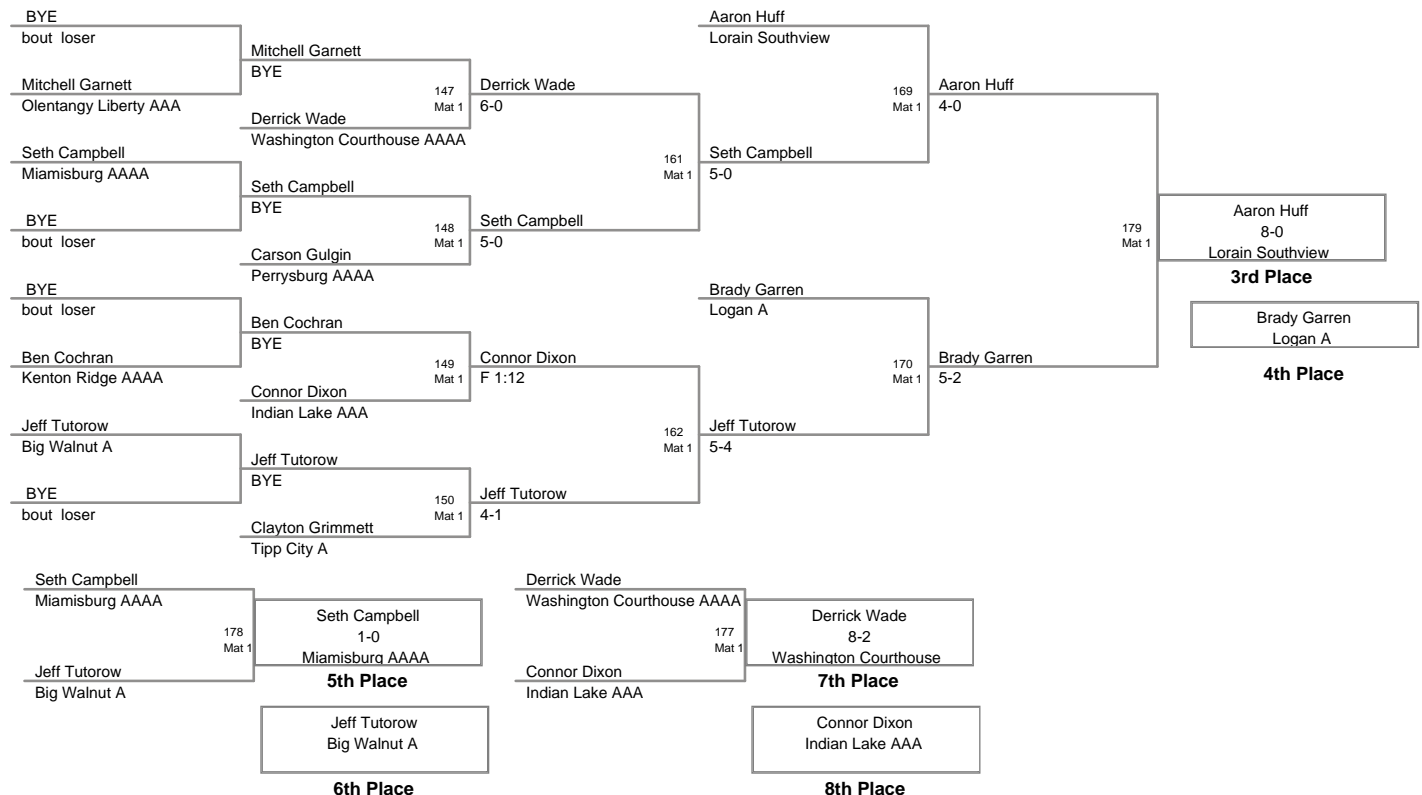 BYE
bout loser
Mitchell Garnett
Olentangy Liberty AAA
Seth Campbell
Miamisburg AAAA
BYE
bout loser
BYE
bout loser
Ben Cochran
Kenton Ridge AAAA
Jeff Tutorow
Big Walnut A
BYE
bout loser
Mitchell Garnett
BYE
147
Mat 1
Derrick Wade
Washington Courthouse AAAA
Seth Campbell
BYE
148
Mat 1
Carson Gulgin
Perrysburg AAAA
Ben Cochran
BYE
149
Mat 1
Connor Dixon
Indian Lake AAA
Jeff Tutorow
BYE
150
Mat 1
Clayton Grimmett
Tipp City A
Derrick Wade
6-0
161
Mat 1
Seth Campbell
5-0
Connor Dixon
F 1:12
162
Mat 1
Jeff Tutorow
4-1
Aaron Huff
Lorain Southview
169
Mat 1
Seth Campbell
5-0
Brady Garren
Logan A
170
Mat 1
Jeff Tutorow
5-4
Aaron Huff
4-0
179
Mat 1
Brady Garren
5-2
Aaron Huff
8-0
Lorain Southview
3rd Place
Brady Garren
Logan A
4th Place
Seth Campbell
Miamisburg AAAA
178
Mat 1
Jeff Tutorow
Big Walnut A
Seth Campbell
1-0
Miamisburg AAAA
5th Place
Jeff Tutorow
Big Walnut A
6th Place
Derrick Wade
Washington Courthouse AAAA
177
Mat 1
Connor Dixon
Indian Lake AAA
Derrick Wade
8-2
Washington Courthouse
7th Place
Connor Dixon
Indian Lake AAA
8th Place